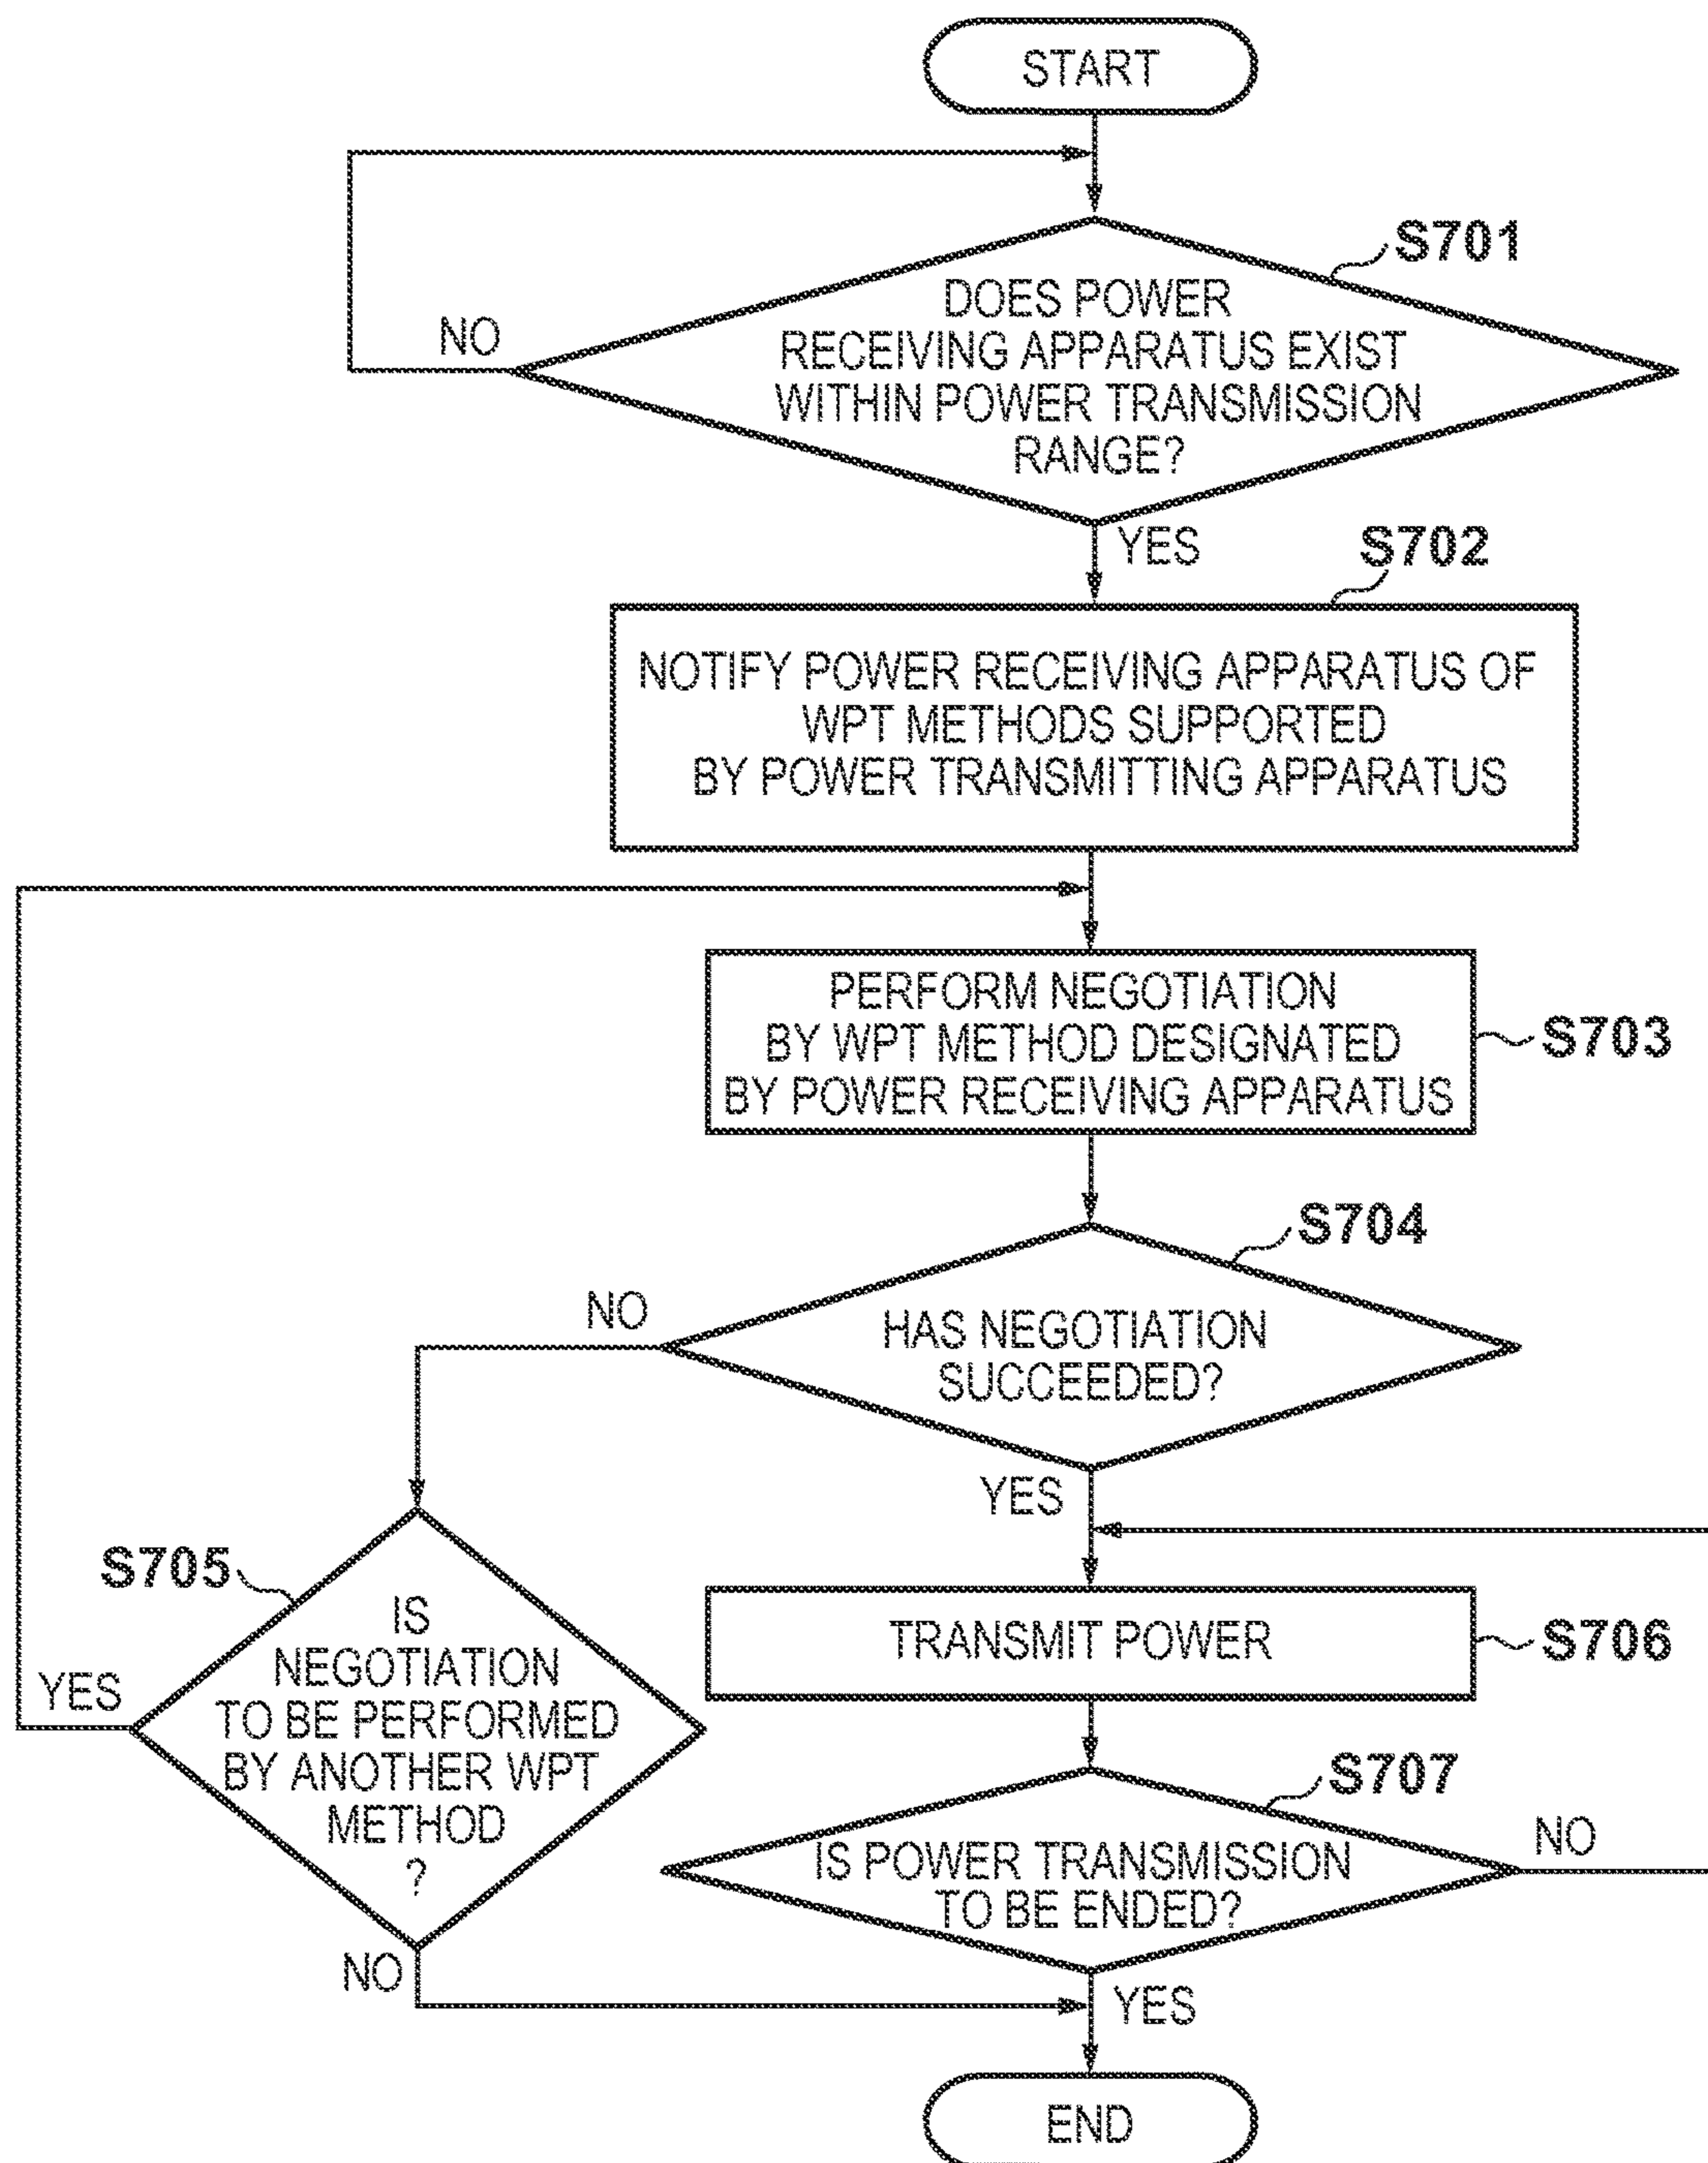 START
S701
DOES POWER
RECEIVING APPARATUS EXIST
WITHIN POWER TRANSMISSION
RANGE?
NO
YES
S702
NOTIFY POWER RECEIVING APPARATUS OF
WPT METHODS SUPPORTED
BY POWER TRANSMITTING APPARATUS
PERFORM NEGOTIATION
BY WPT METHOD DESIGNATED
BY POWER RECEIVING APPARATUS
S703
S704
NO
HAS NEGOTIATION
SUCCEEDED?
YES
S705
IS
NEGOTIATION
TO BE PERFORMED
BY ANOTHER WPT
METHOD
?
YES
NO
TRANSMIT POWER
S706
S707
IS POWER TRANSMISSION
TO BE ENDED?
NO
YES
END